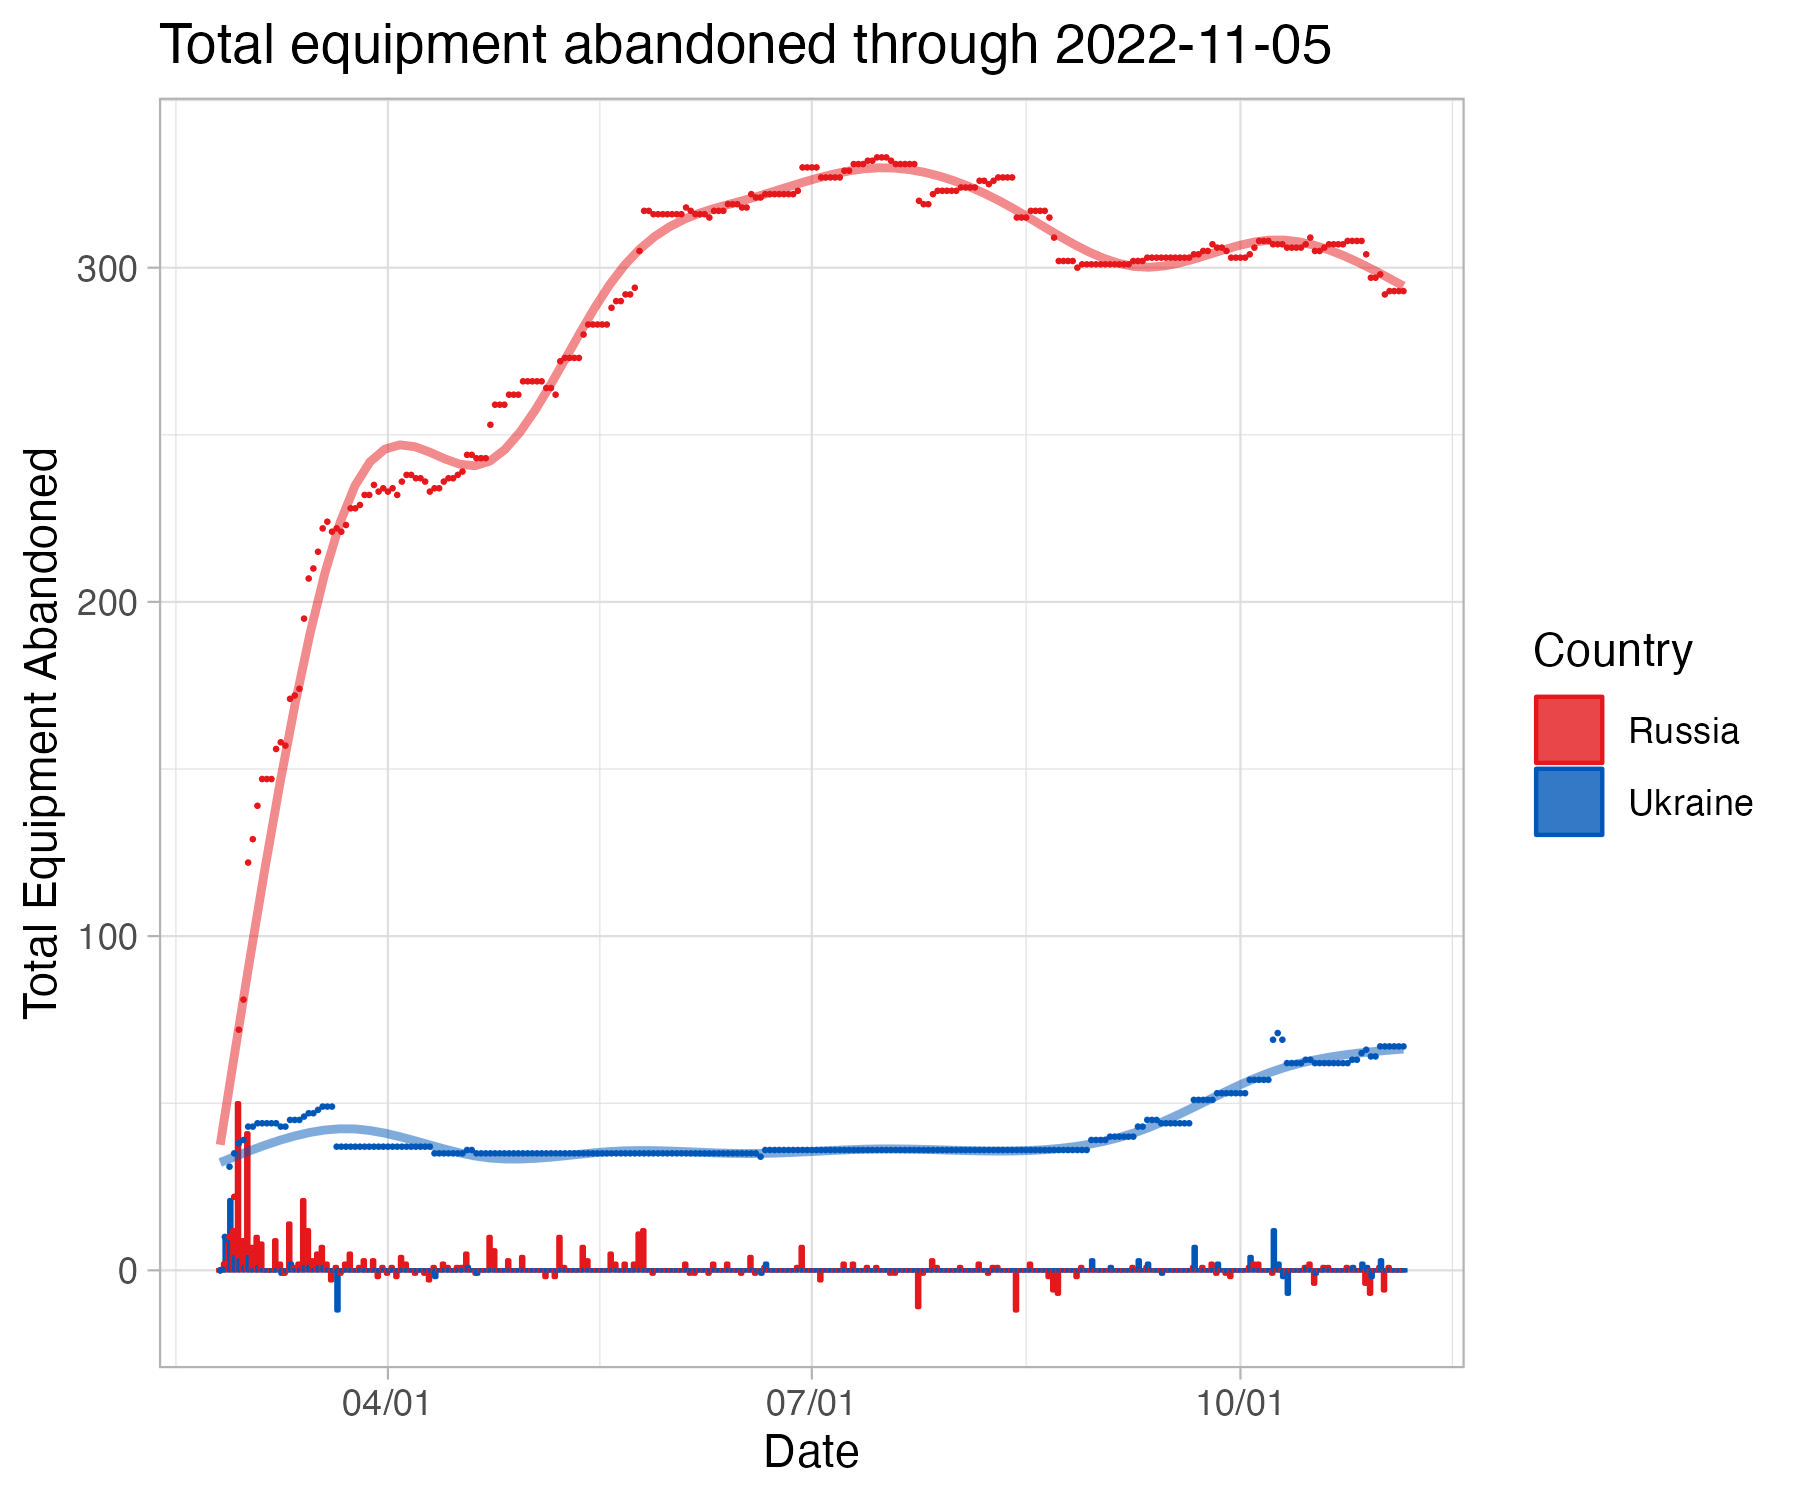 Total equipment abandoned through 2022-11-05
Total Equipment Abandoned
300
200
100
0
04/01
07/01
10/01
Date
Country
Russia
Ukraine